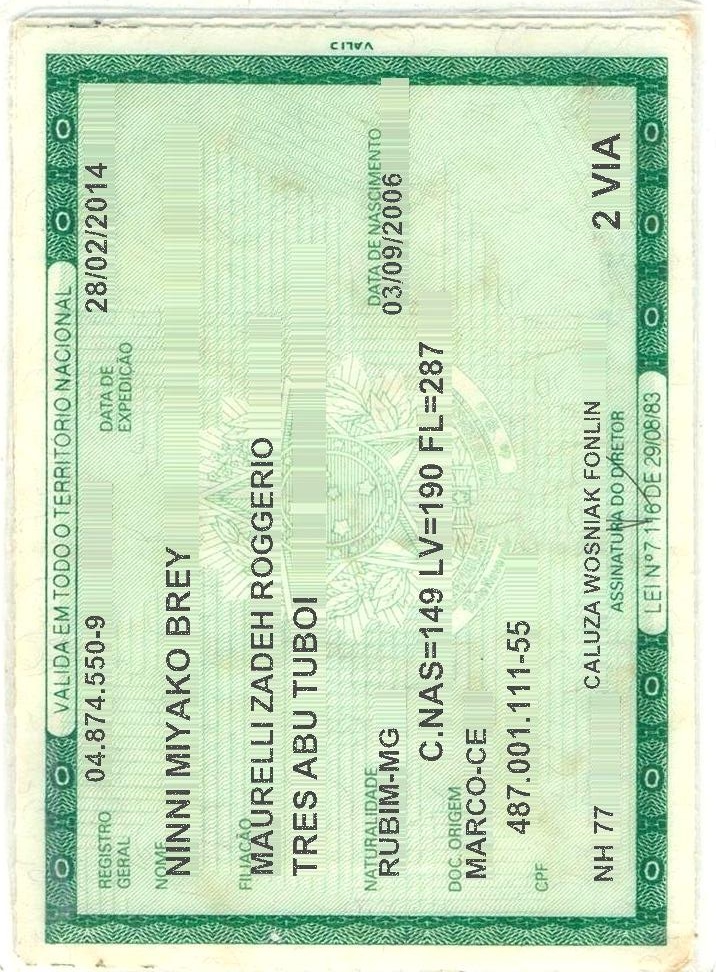 VALIDA EM TODO O TERRITÓRIO NACIONAL
REGISTRO GERAL 04.874.550-9 DATA DE EXPEDIÇÃO 28/02/2014
NOME
NINNI MIYAKO BREY
FILIAÇÃO
MAURELLI ZADEH ROGGERIO
TRES ABU TUBOI
NATURALIDADE DATA DE NASCIMENTO
RUBIM-MG 03/09/2006
C.NAS=149 LV=190 FL=287
DOC. ORIGEM
MARCO-CE
487.001.111-55
CPF
NH 77 CALUZA WOSNIAK FONLIN 2 VIA
ASSINATURA DO DIRETOR
LEI Nº 7 116 DE 29/08/83